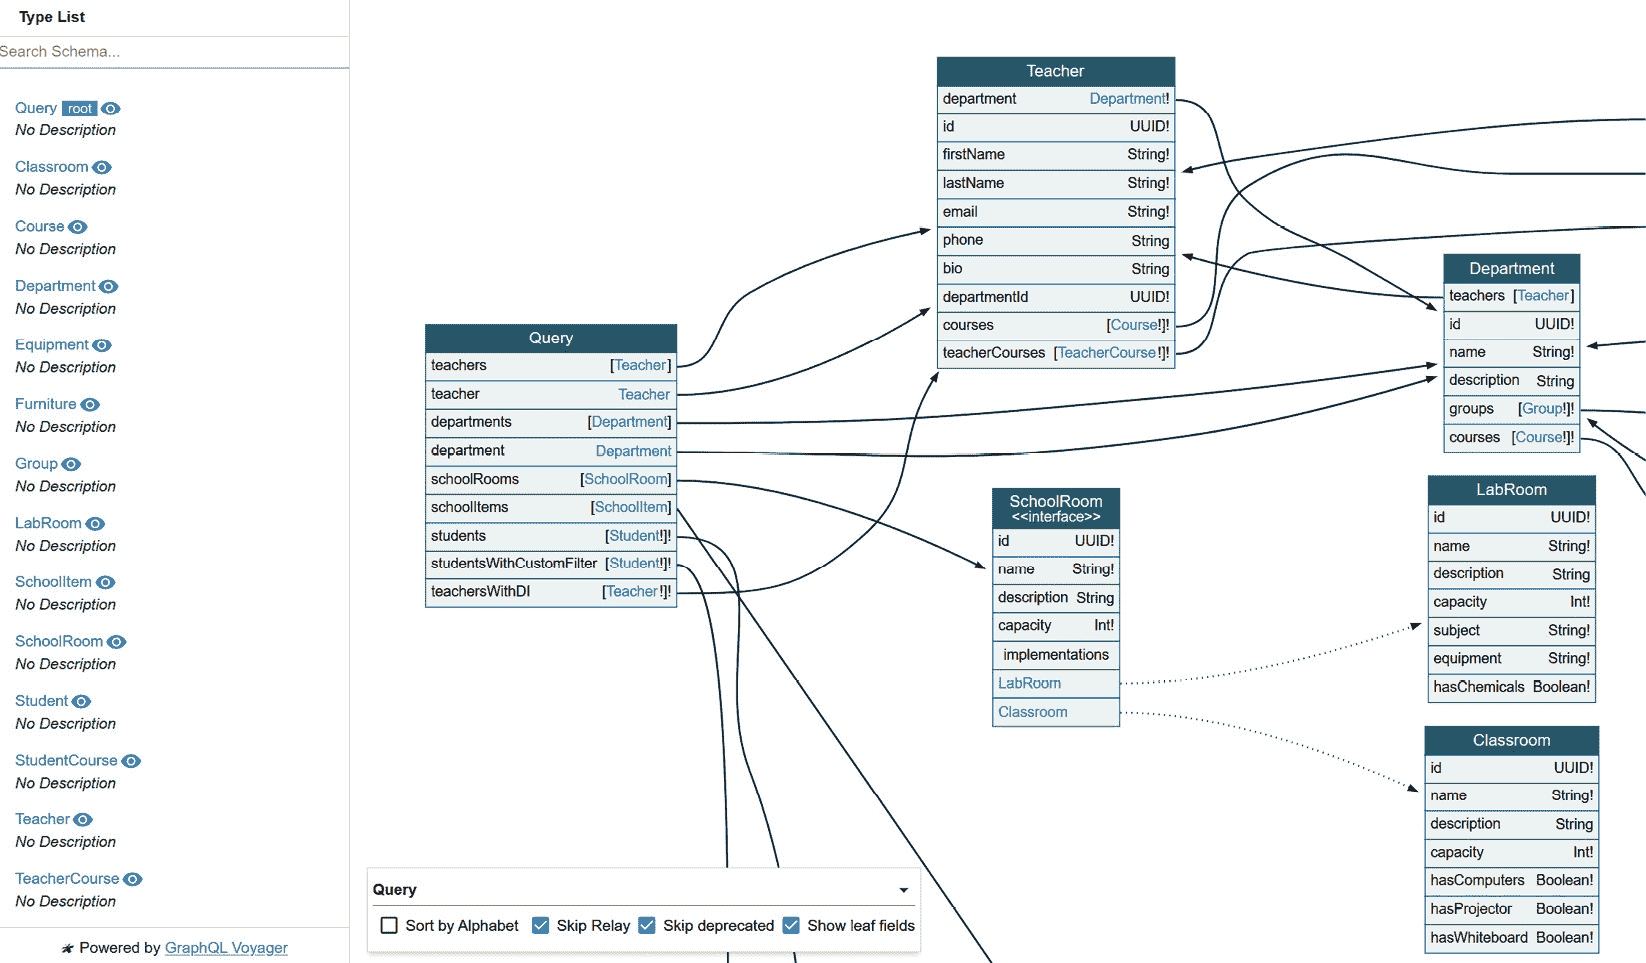 Type List
Search Schema...
Query root
No Description
Classroom
No Description
Course
No Description
Department
No Description
Equipment
No Description
Furniture
No Description
Group
No Description
LabRoom
No Description
SchoolItem
No Description
SchoolRoom
No Description
Student
No Description
StudentCourse
No Description
Teacher
No Description
TeacherCourse
No Description
Powered by GraphQL Voyager
Query
teachers [Teacher]
teacher Teacher
departments [Department]
department Department
schoolRooms [SchoolRoom]
schoolItems [SchoolItem]
students [Student!]!
studentsWithCustomFilter [Student!]!
teachersWithDI [Teacher!]!
Teacher
department Department!
id UUID!
firstName String!
lastName String!
email String!
phone String
bio String
departmentId UUID!
courses [Course!]!
teacherCourses [TeacherCourse!]!
SchoolRoom
<<interface>>
id UUID!
name String!
description String
capacity Int!
implementations
LabRoom
Classroom
Department
teachers [Teacher]
id UUID!
name String!
description String
groups [Group!]!
courses [Course!]!
LabRoom
id UUID!
name String!
description String
capacity Int!
subject String!
equipment String!
hasChemicals Boolean!
Classroom
id UUID!
name String!
description String
capacity Int!
hasComputers Boolean!
hasProjector Boolean!
hasWhiteboard Boolean!
Query
Sort by Alphabet Skip Relay Skip deprecated Show leaf fields